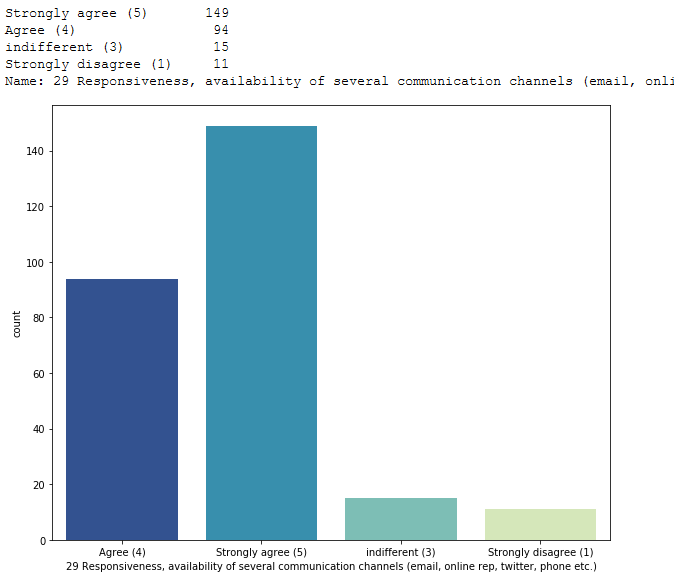 Strongly agree (5) 149
Agree (4) 94
indifferent (3) 15
Strongly disagree (1) 11
Name: 29 Responsiveness, availability of several communication channels (email, onli
140
120
100
80
60
40
20
0
count
Agree (4) Strongly agree (5) indifferent (3) Strongly disagree (1)
29 Responsiveness, availability of several communication channels (email, online rep, twitter, phone etc.)